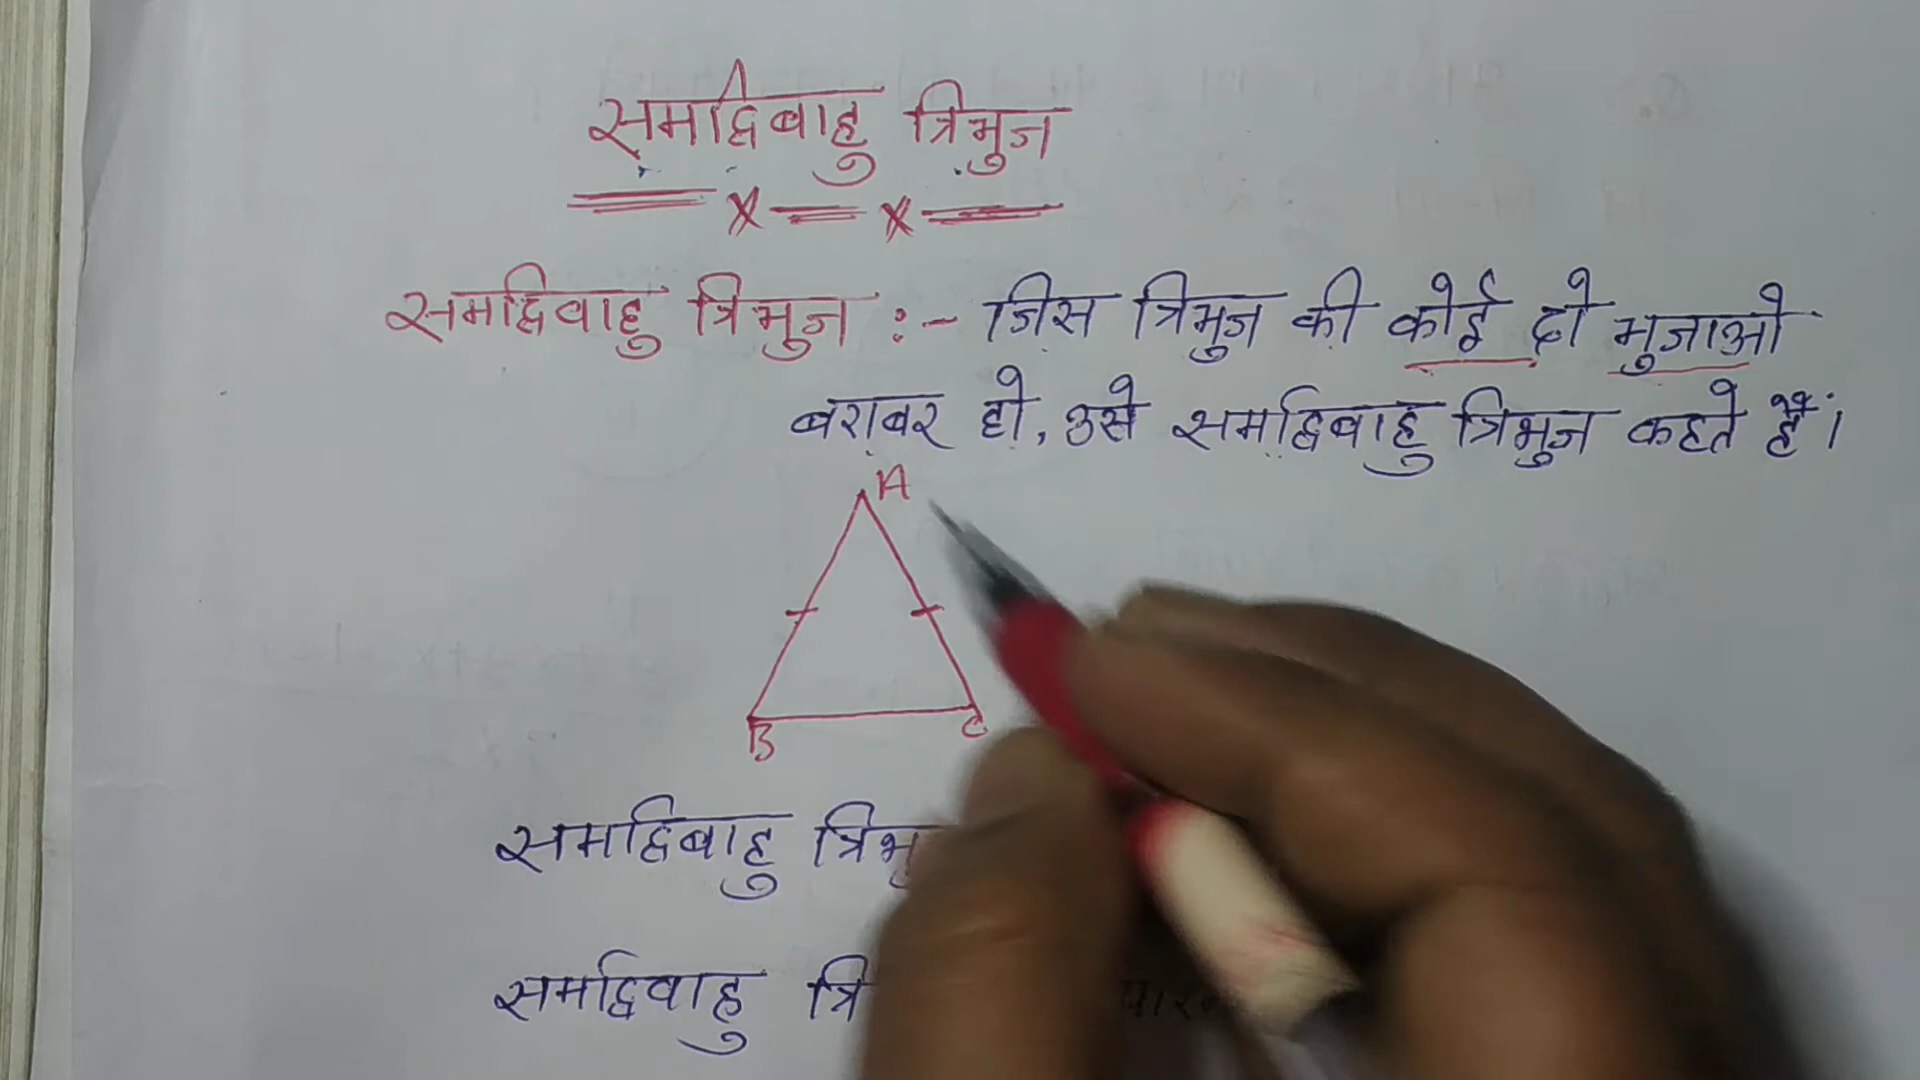 समद्विबाहु त्रिभुज
समद्विवाहु त्रिभुज :- जिस त्रिभुज की कोई दो भुजाओ
बराबर हो, उसे समद्विबाहु त्रिभुज कहते हैं।
A
B C
समद्विबाहु
समद्विवाहु